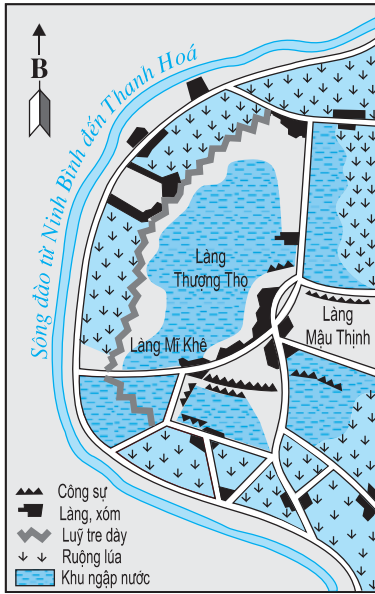 B
Sông đào từ Ninh Bình đến Thanh Hoá
Làng
Thượng Thọ
Làng
Mậu Thịnh
Làng Mĩ Khê
Công sự
Làng, xóm
Luỹ tre dày
Ruộng lúa
Khu ngập nước